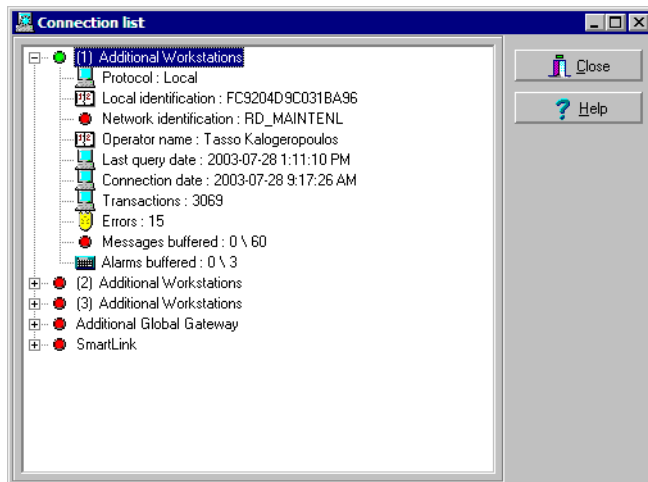 Connection list
(1) Additional Workstations
Protocol : Local
Local identification : FC9204D9C031BA96
Network identification : RD_MAINTENL
Operator name : Tasso Kalogeropoulos
Last query date : 2003-07-28 1:11:10 PM
Connection date : 2003-07-28 9:17:26 AM
Transactions : 3069
Errors : 15
Messages buffered : 0 \ 60
Alarms buffered : 0 \ 3
(2) Additional Workstations
(3) Additional Workstations
Additional Global Gateway
SmartLink
Close
Help